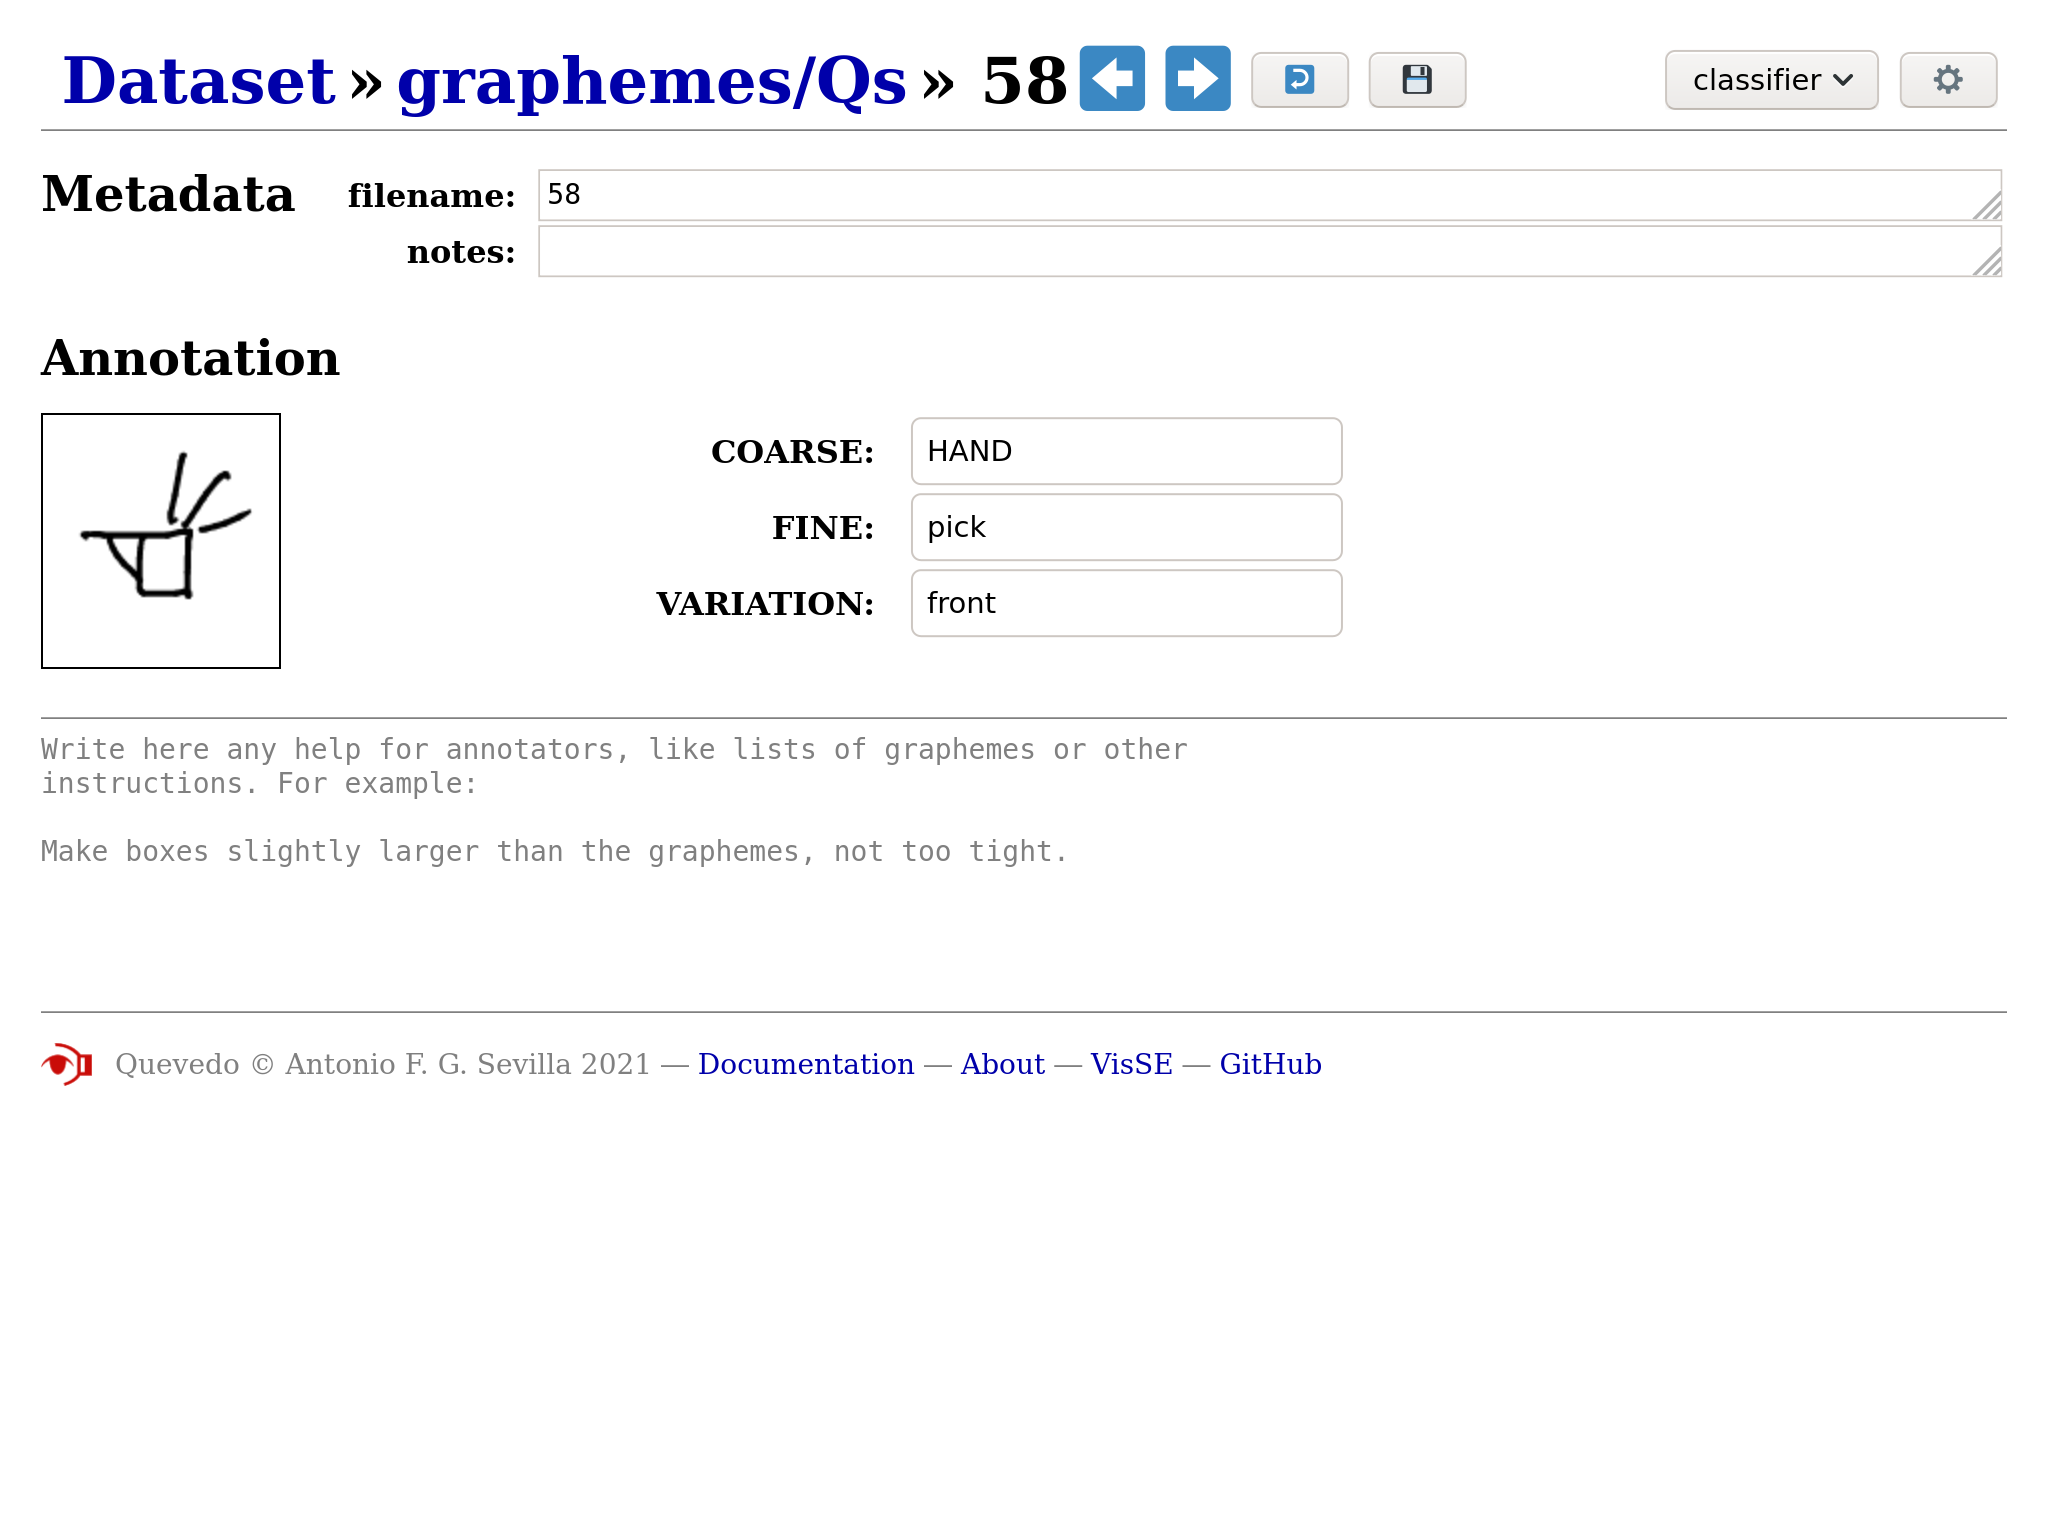 Dataset » graphemes/Qs » 58
classifier
Metadata
filename: 58
notes:
Annotation
COARSE: HAND
FINE: pick
VARIATION: front
Write here any help for annotators, like lists of graphemes or other
instructions. For example:
Make boxes slightly larger than the graphemes, not too tight.
Quevedo © Antonio F. G. Sevilla 2021 — Documentation — About — VisSE — GitHub